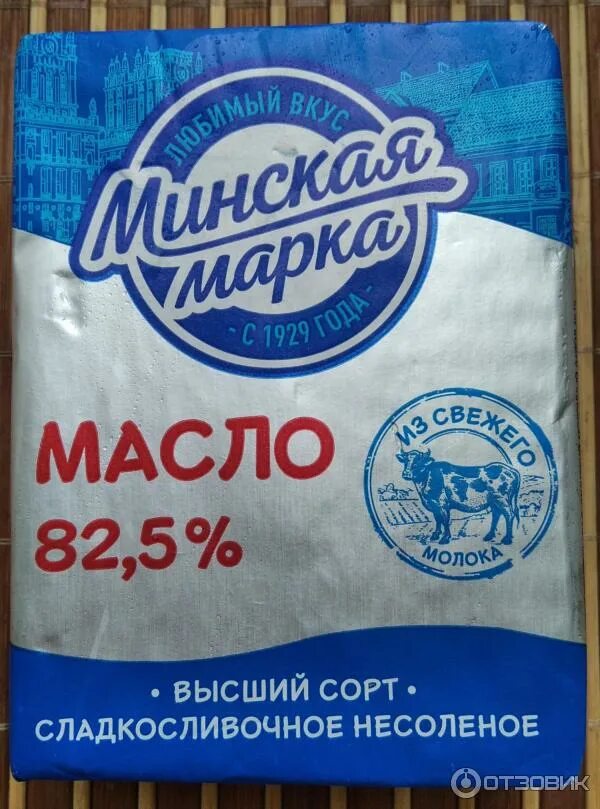 ЛЮБИМЫЙ ВКУС
Минская
марка
- С 1929 ГОДА -
МАСЛО
82,5%
ИЗ СВЕЖЕГО
МОЛОКА
• ВЫСШИЙ СОРТ •
СЛАДКОСЛИВОЧНОЕ НЕСОЛЕНОЕ
ОТЗОВИК